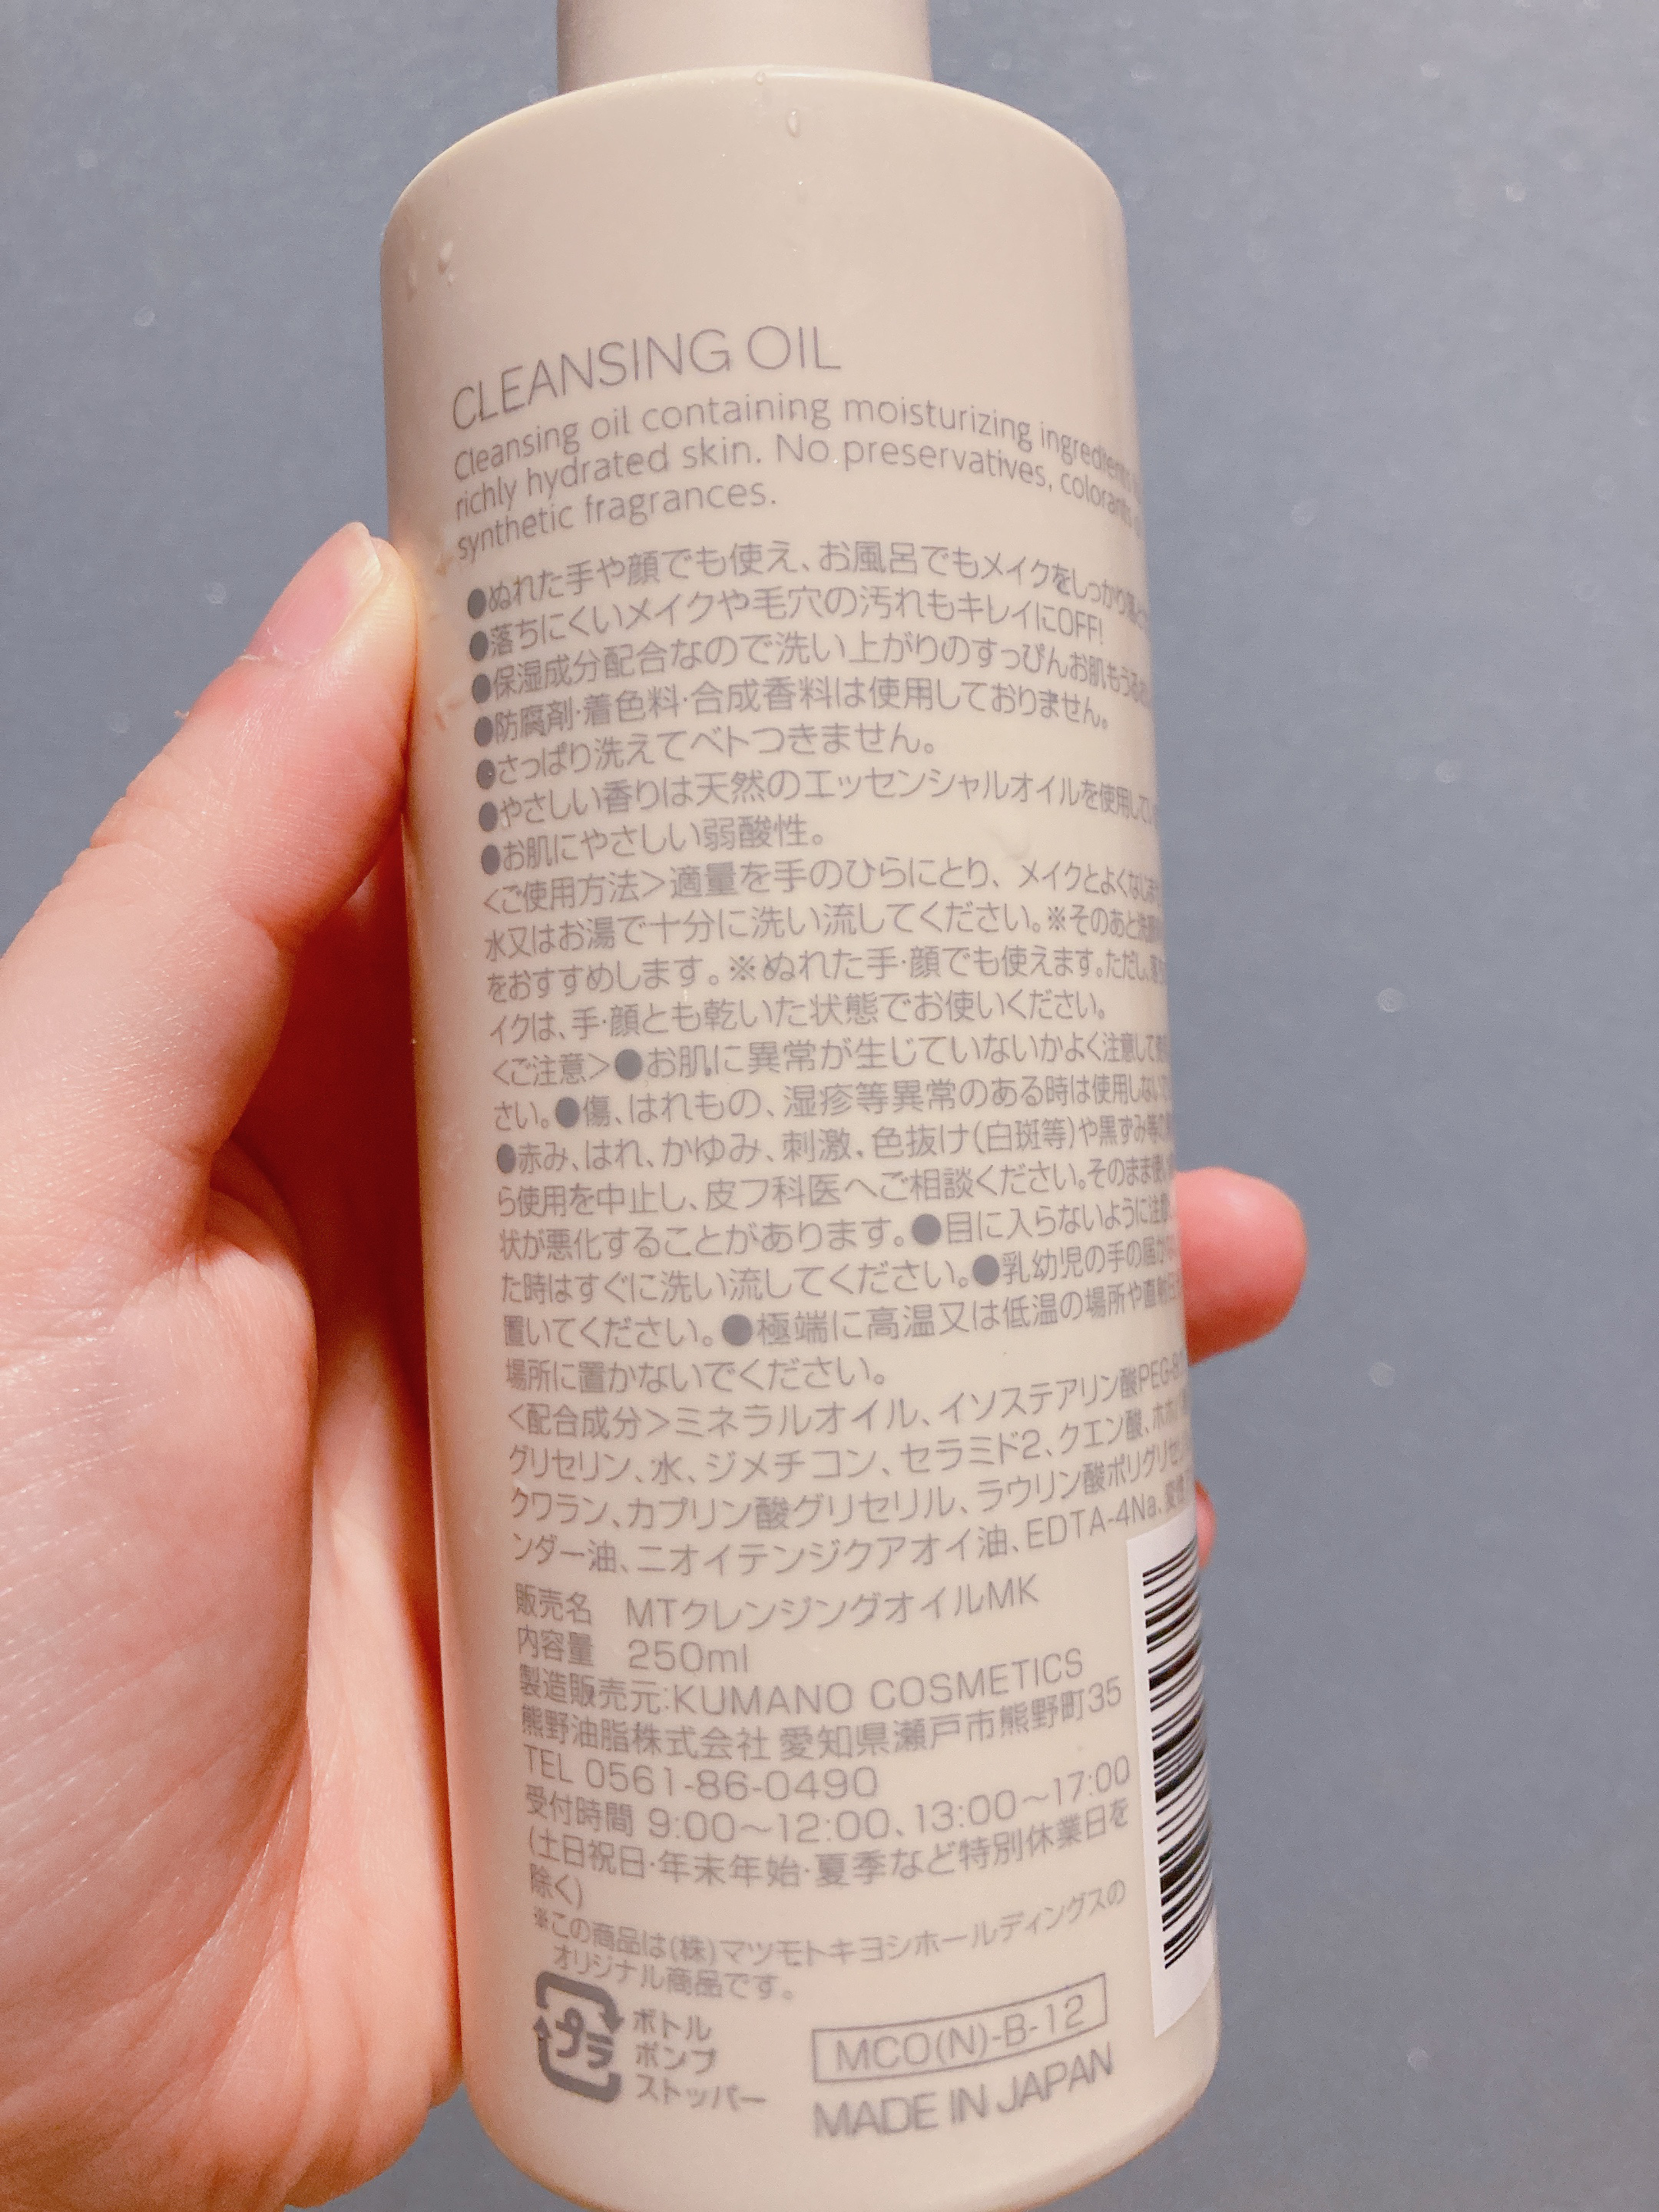 CLEANSING OIL
Cleansing oil containing moisturizing ingredients
richly hydrated skin. No preservatives, colorants
synthetic fragrances.
●ぬれた手や顔でも使え、お風呂でもメイクをしっかり
●落ちにくいメイクや毛穴の汚れもキレイにOFF!
●保湿成分配合なので洗い上がりのすっぴんお肌もうるお
●防腐剤・着色料・合成香料は使用しておりません。
●さっぱり洗えてベトつきません。
●やさしい香りは天然のエッセンシャルオイルを使用してい
●お肌にやさしい弱酸性。
<ご使用方法>適量を手のひらにとり、メイクとよくなじませ
水又はお湯で十分に洗い流してください。※そのあと洗顔
をおすすめします。※ぬれた手・顔でも使えます。ただし、
イクは、手・顔とも乾いた状態でお使いください。
<ご注意>●お肌に異常が生じていないかよく注意して
さい。●傷、はれもの、湿疹等異常のある時は使用しない
●赤み、はれ、かゆみ、刺激、色抜け(白斑等)や黒ずみ等の
ら使用を中止し、皮フ科医へご相談ください。そのまま使
状が悪化することがあります。●目に入らないように注意
た時はすぐに洗い流してください。●乳幼児の手の届か
置いてください。●極端に高温又は低温の場所や直射日
場所に置かないでください。
<配合成分>ミネラルオイル、イソステアリン酸PEG-8
グリセリン、水、ジメチコン、セラミド2、クエン酸、ホホバ
クワラン、カプリン酸グリセリル、ラウリン酸ポリグリセリ
ンダー油、ニオイテンジクアオイ油、EDTA-4Na、
販売名 MTクレンジングオイルMK
内容量 250ml
製造販売元:KUMANO COSMETICS
熊野油脂株式会社 愛知県瀬戸市熊野町35
TEL 0561-86-0490
受付時間 9:00〜12:00、13:00〜17:00
(土日祝日・年末年始・夏季など特別休業日を
除く)
※この商品は(株)マツモトキヨシホールディングスの
オリジナル商品です。
プラ
ボトル
ポンプ
ストッパー
MCO(N)-B-12
MADE IN JAPAN